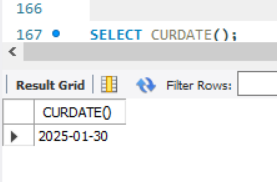 166
167 SELECT CURDATE();
Result Grid Filter Rows:
CURDATE()
2025-01-30